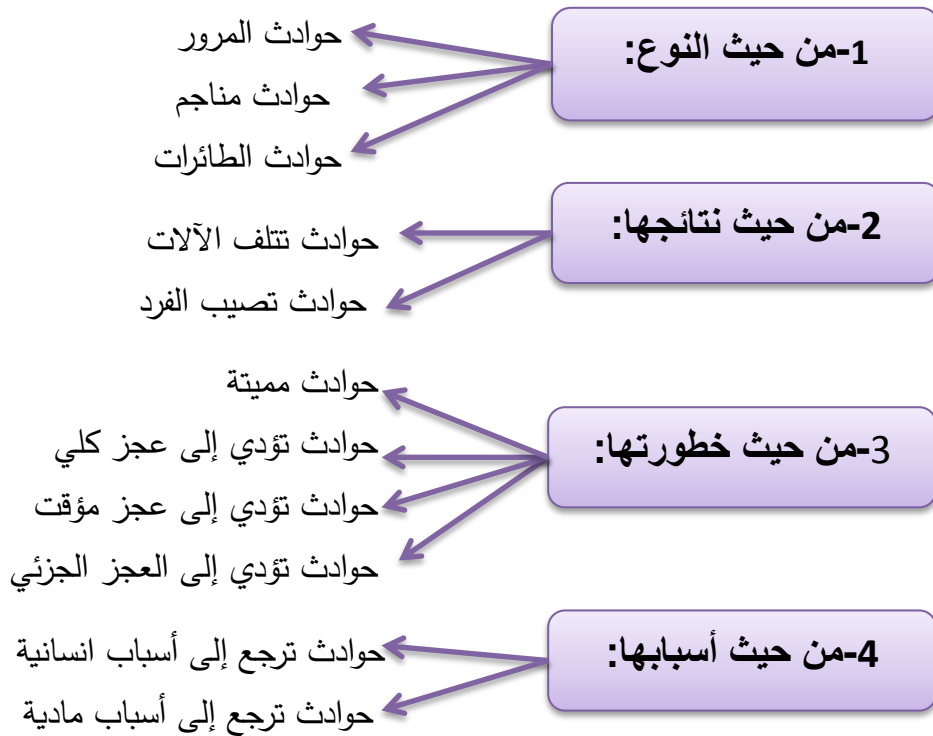 1-من حيث النوع:
حوادث المرور
حوادث مناجم
حوادث الطائرات
2-من حيث نتائجها:
حوادث تتلف الآلات
حوادث تصيب الفرد
3-من حيث خطورتها:
حوادث مميتة
حوادث تؤدي إلى عجز كلي
حوادث تؤدي إلى عجز مؤقت
حوادث تؤدي إلى العجز الجزئي
4-من حيث أسبابها:
حوادث ترجع إلى أسباب انسانية
حوادث ترجع إلى أسباب مادية